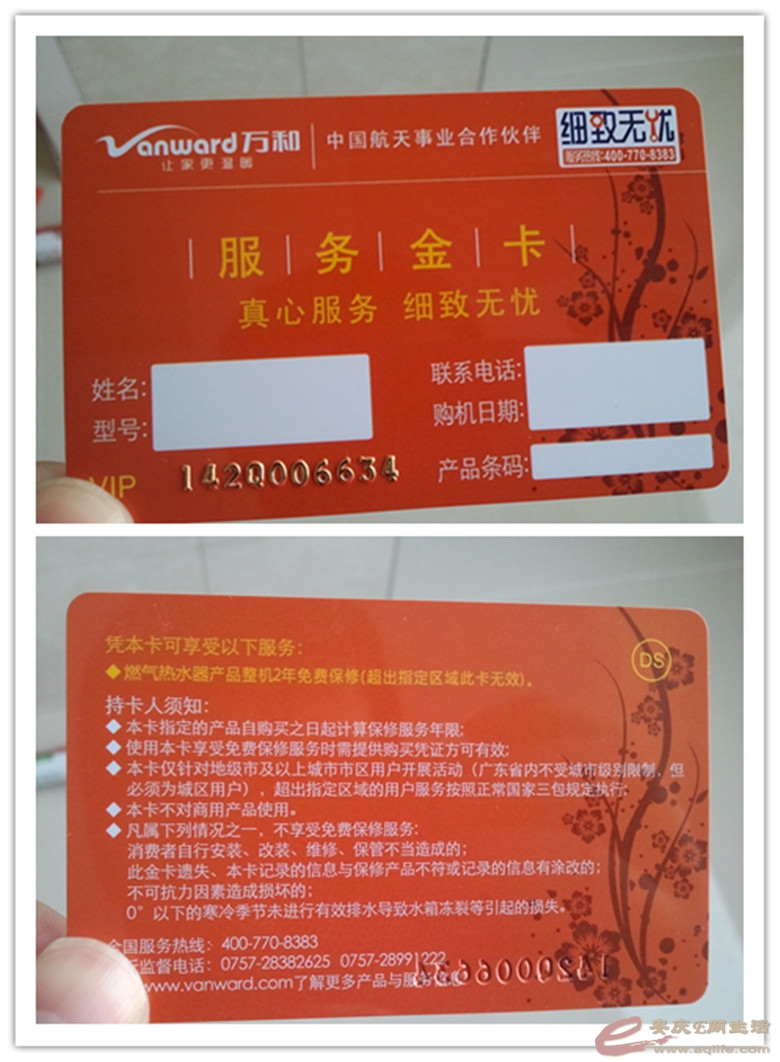 Vanward万和
让家更温暖
中国航天事业合作伙伴
细致无忧
服务热线:400-770-8383
服 务 金 卡
真心服务 细致无忧
姓名:
型号:
联系电话:
购机日期:
产品条码:
VIP 142Q006634
凭本卡可享受以下服务:
◆燃气热水器产品整机2年免费保修(超出指定区域此卡无效)。
DS
持卡人须知:
◆本卡指定的产品自购买之日起计算保修服务年限;
◆使用本卡享受免费保修服务时需提供购买凭证方可有效;
◆本卡仅针对地级市及以上城市市区用户开展活动（广东省内不受城市级别限制，但
必须为城区用户），超出指定区域的用户服务按照正常国家三包规定执行;
◆本卡不对商用产品使用。
◆凡属下列情况之一，不享受免费保修服务:
消费者自行安装、改装、维修、保管不当造成的;
此金卡遗失、本卡记录的信息与保修产品不符或记录的信息有涂改的;
不可抗力因素造成损坏的;
0°以下的寒冷季节未进行有效排水导致水箱冻裂等引起的损失。
全国服务热线：400-770-8383
监督电话：0757-28382625 0757-28991222
www.vanward.com了解更多产品与服务
142Q006634
安庆E网生活
www.aqlife.com